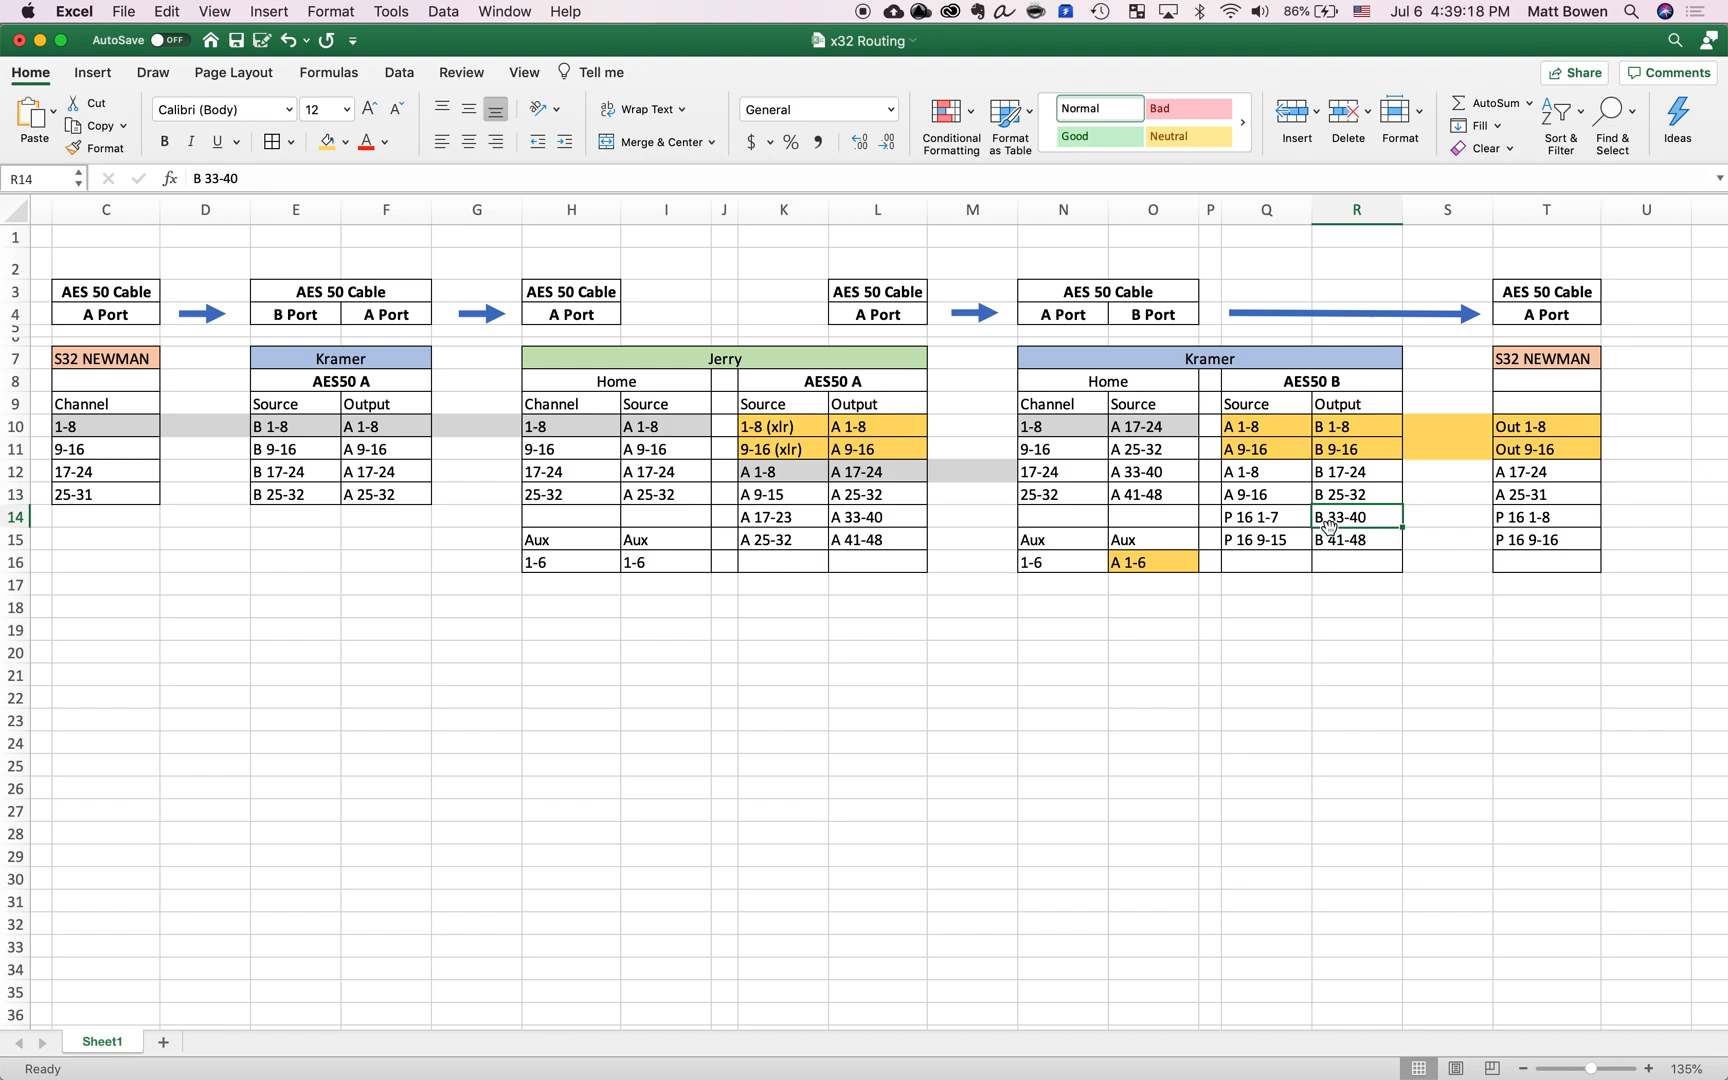 Excel File Edit View Insert Format Tools Data Window Help 86% Jul 6 4:39:18 PM Matt Bowen
AutoSave OFF x32 Routing
Home Insert Draw Page Layout Formulas Data Review View Tell me Share Comments
Paste Cut Copy Format
Calibri (Body) 12
B I U A
Wrap Text
Merge & Center
General
$ % 9
Conditional Formatting
Format as Table
Normal Bad
Good Neutral
Insert Delete Format
AutoSum
Fill
Clear
Sort & Filter
Find & Select
Ideas
R14 fx B 33-40
C D E F G H I J K L M N O P Q R S T U
1
2
3 AES 50 Cable AES 50 Cable AES 50 Cable AES 50 Cable AES 50 Cable AES 50 Cable
4 A Port B Port A Port A Port A Port A Port B Port A Port
5
7 S32 NEWMAN Kramer Jerry Kramer S32 NEWMAN
8 AES50 A Home AES50 A Home AES50 B
9 Channel Source Output Channel Source Source Output Channel Source Source Output
10 1-8 B 1-8 A 1-8 1-8 A 1-8 1-8 (xlr) A 1-8 1-8 A 17-24 A 1-8 B 1-8 Out 1-8
11 9-16 B 9-16 A 9-16 9-16 A 9-16 9-16 (xlr) A 9-16 9-16 A 25-32 A 9-16 B 9-16 Out 9-16
12 17-24 B 17-24 A 17-24 17-24 A 17-24 A 1-8 A 17-24 17-24 A 33-40 A 1-8 B 17-24 A 17-24
13 25-31 B 25-32 A 25-32 25-32 A 25-32 A 9-15 A 25-32 25-32 A 41-48 A 9-16 B 25-32 A 25-31
14 A 17-23 A 33-40 P 16 1-7 B 33-40 P 16 1-8
15 Aux Aux A 25-32 A 41-48 Aux Aux P 16 9-15 B 41-48 P 16 9-16
16 1-6 1-6 1-6 A 1-6
17
18
19
20
21
22
23
24
25
26
27
28
29
30
31
32
33
34
35
36
Sheet1
Ready 135%